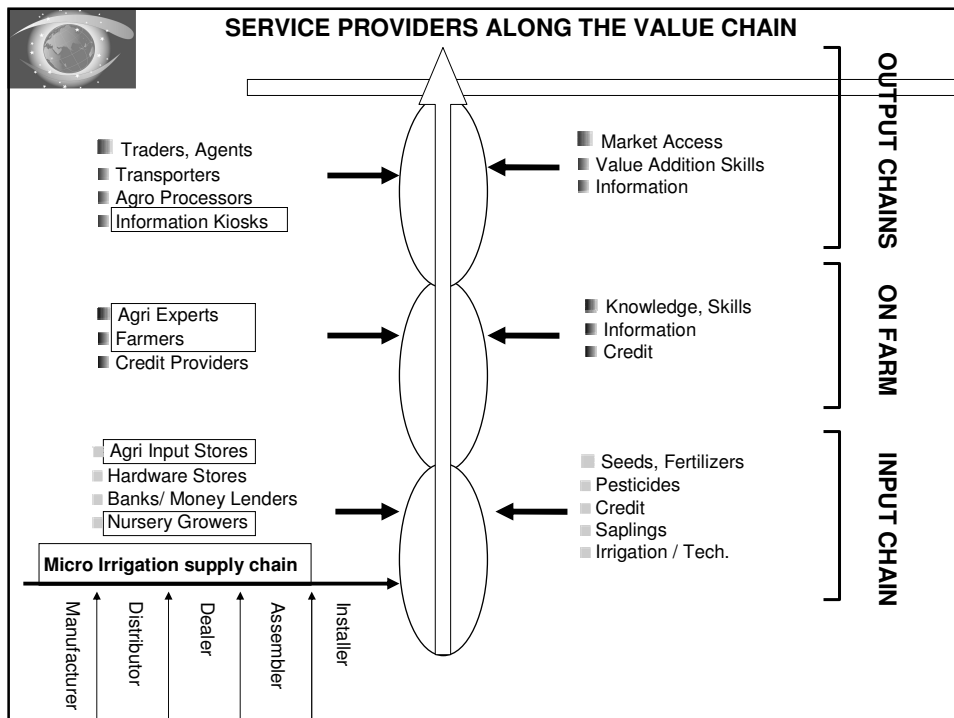 SERVICE PROVIDERS ALONG THE VALUE CHAIN
Traders, Agents
Transporters
Agro Processors
Information Kiosks
Market Access
Value Addition Skills
Information
OUTPUT CHAINS
Agri Experts
Farmers
Credit Providers
Knowledge, Skills
Information
Credit
ON FARM
Agri Input Stores
Hardware Stores
Banks/ Money Lenders
Nursery Growers
Seeds, Fertilizers
Pesticides
Credit
Saplings
Irrigation / Tech.
INPUT CHAIN
Micro Irrigation supply chain
Manufacturer
Distributor
Dealer
Assembler
Installer